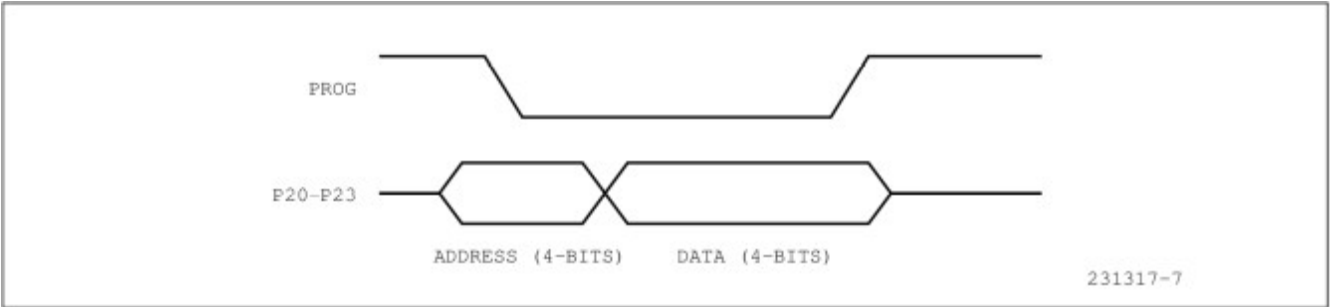 PROG
P20-P23
ADDRESS (4-BITS) DATA (4-BITS)
231317-7